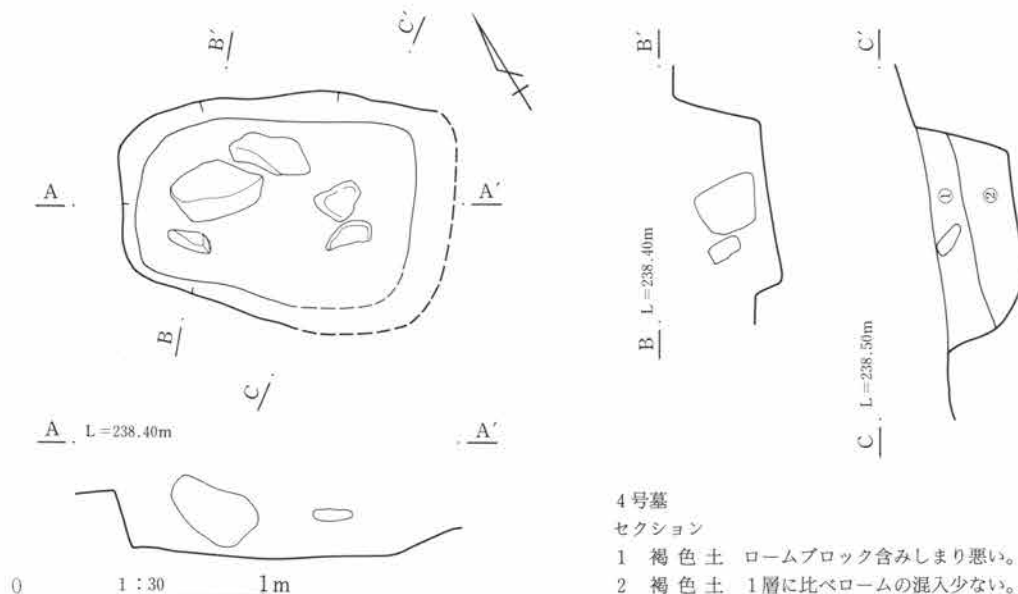 B′
C′
A
A′
B
C
A L＝238.40m A′
0 1：30 1m
B′
B L＝238.40m
C′
①
②
C L＝238.50m
4号墓
セクション
1 褐色土 ロームブロック含みしまり悪い。
2 褐色土 1層に比べロームの混入少ない。